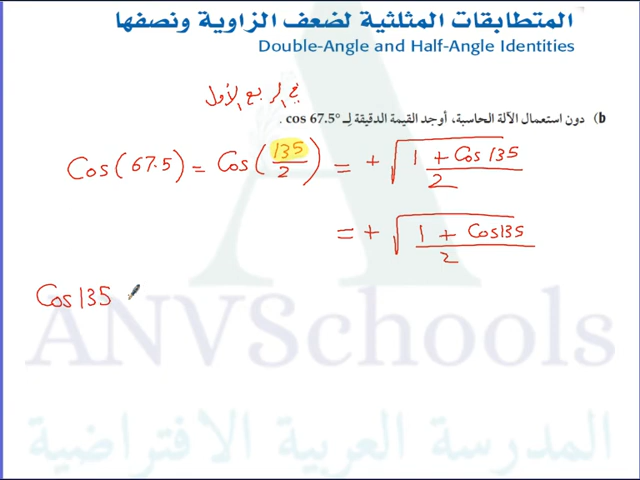 المتطابقات المثلثية لضعف الزاوية ونصفها
Double-Angle and Half-Angle Identities
في الربع الأول
b) دون استعمال الآلة الحاسبة، أوجد القيمة الدقيقة لـ cos 67.5° .
Cos(67.5) = Cos(135/2) = +√(1 + Cos 135 / 2)
= +√(1 + Cos135 / 2)
Cos135
ANVSchools
المدرسة العربية الافتراضية